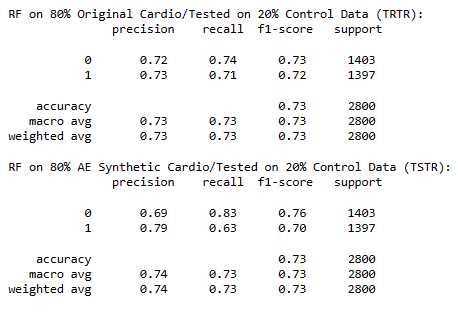 RF on 80% Original Cardio/Tested on 20% Control Data (TRTR):
precision recall f1-score support
0 0.72 0.74 0.73 1403
1 0.73 0.71 0.72 1397
accuracy 0.73 2800
macro avg 0.73 0.73 0.73 2800
weighted avg 0.73 0.73 0.73 2800
RF on 80% AE Synthetic Cardio/Tested on 20% Control Data (TSTR):
precision recall f1-score support
0 0.69 0.83 0.76 1403
1 0.79 0.63 0.70 1397
accuracy 0.73 2800
macro avg 0.74 0.73 0.73 2800
weighted avg 0.74 0.73 0.73 2800